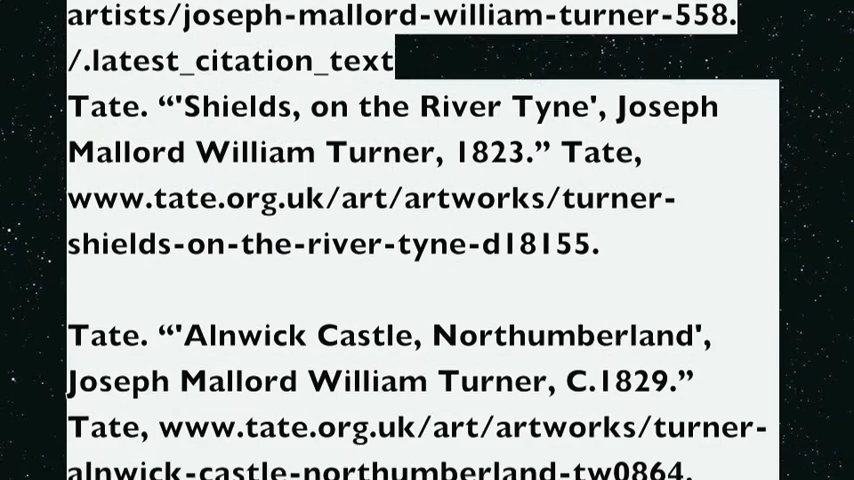 artists/joseph-mallord-william-turner-558.
/.latest_citation_text
Tate. “'Shields, on the River Tyne', Joseph
Mallord William Turner, 1823.” Tate,
www.tate.org.uk/art/artworks/turner-
shields-on-the-river-tyne-d18155.
Tate. “'Alnwick Castle, Northumberland',
Joseph Mallord William Turner, C.1829.”
Tate, www.tate.org.uk/art/artworks/turner-
alnwick-castle-northumberland-tw0864.